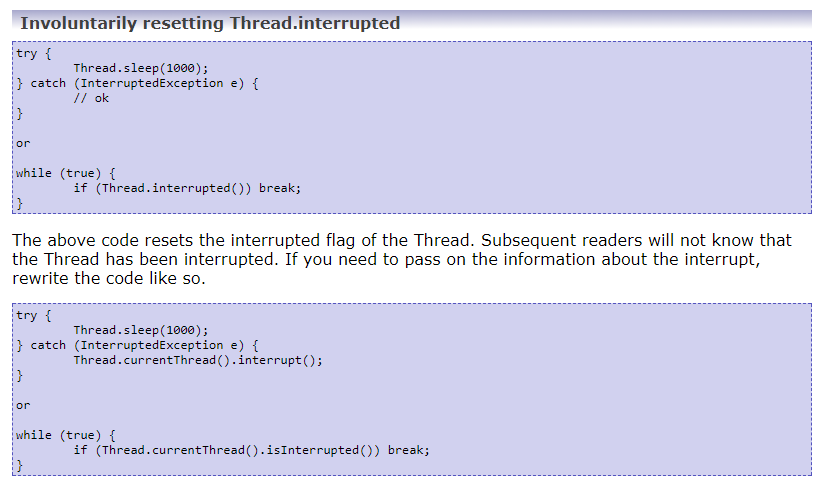 Involuntarily resetting Thread.interrupted
try {
        Thread.sleep(1000);
} catch (InterruptedException e) {
        // ok
}
or
while (true) {
        if (Thread.interrupted()) break;
}
The above code resets the interrupted flag of the Thread. Subsequent readers will not know that
the Thread has been interrupted. If you need to pass on the information about the interrupt,
rewrite the code like so.
try {
        Thread.sleep(1000);
} catch (InterruptedException e) {
        Thread.currentThread().interrupt();
}
or
while (true) {
        if (Thread.currentThread().isInterrupted()) break;
}